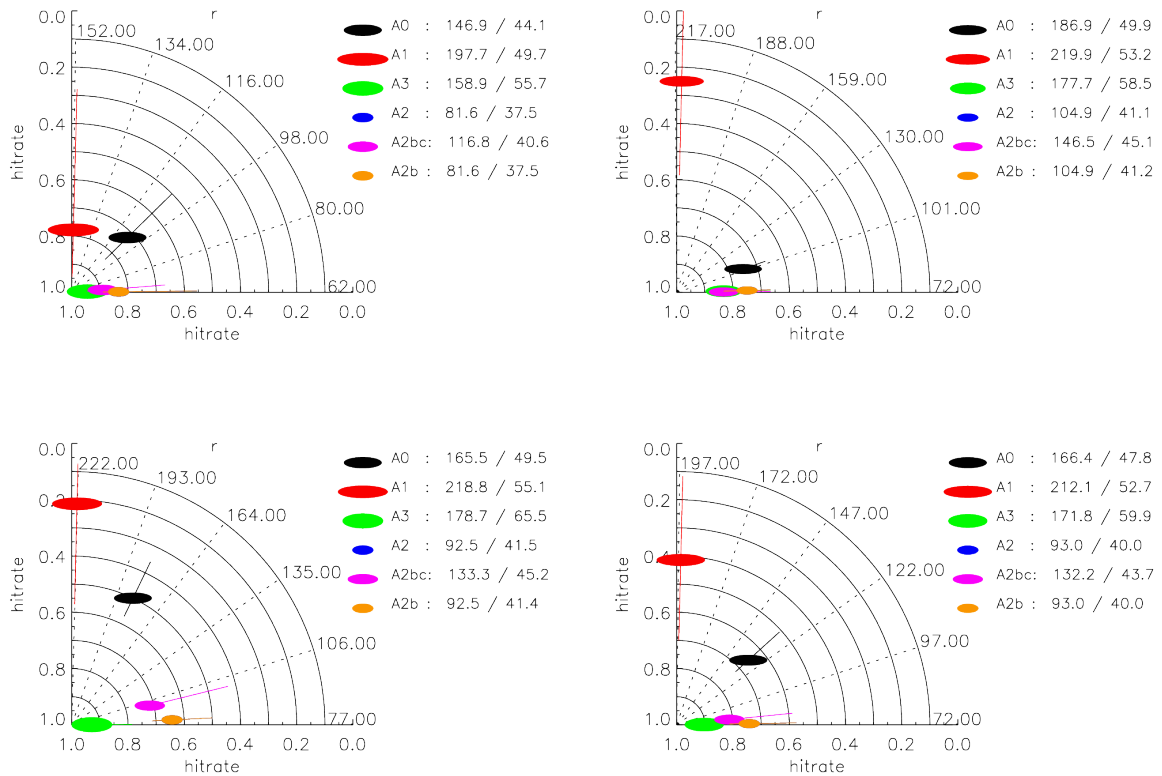 r
0.0
0.2
0.4
0.6
0.8
1.0
hitrate
152.00
134.00
116.00
98.00
80.00
62.00
1.0 0.8 0.6 0.4 0.2 0.0
hitrate
A0 : 146.9 / 44.1
A1 : 197.7 / 49.7
A3 : 158.9 / 55.7
A2 : 81.6 / 37.5
A2bc: 116.8 / 40.6
A2b : 81.6 / 37.5
r
0.0
0.2
0.4
0.6
0.8
1.0
hitrate
217.00
188.00
159.00
130.00
101.00
72.00
1.0 0.8 0.6 0.4 0.2 0.0
hitrate
A0 : 186.9 / 49.9
A1 : 219.9 / 53.2
A3 : 177.7 / 58.5
A2 : 104.9 / 41.1
A2bc: 146.5 / 45.1
A2b : 104.9 / 41.2
r
0.0
0.2
0.4
0.6
0.8
1.0
hitrate
222.00
193.00
164.00
135.00
106.00
77.00
1.0 0.8 0.6 0.4 0.2 0.0
hitrate
A0 : 165.5 / 49.5
A1 : 218.8 / 55.1
A3 : 178.7 / 65.5
A2 : 92.5 / 41.5
A2bc: 133.3 / 45.2
A2b : 92.5 / 41.4
r
0.0
0.2
0.4
0.6
0.8
1.0
hitrate
197.00
172.00
147.00
122.00
97.00
72.00
1.0 0.8 0.6 0.4 0.2 0.0
hitrate
A0 : 166.4 / 47.8
A1 : 212.1 / 52.7
A3 : 171.8 / 59.9
A2 : 93.0 / 40.0
A2bc: 132.2 / 43.7
A2b : 93.0 / 40.0